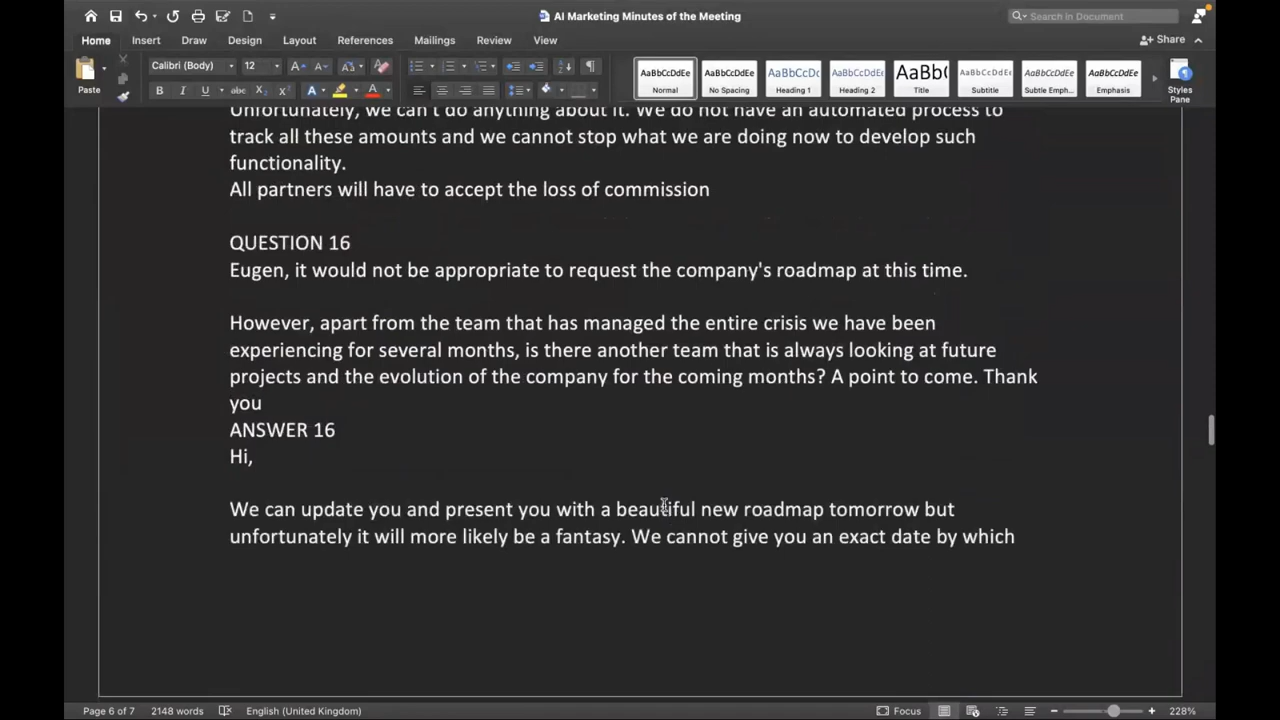 AI Marketing Minutes of the Meeting
Search in Document
Home Insert Draw Design Layout References Mailings Review View
Share
Paste
Calibri (Body) 12
AaBbCcDdEe AaBbCcDdEe AaBbCcDc AaBbCcDdEe AaBb( AaBbCcDdEe AaBbCcDdEe AaBbCcDdEe
Normal No Spacing Heading 1 Heading 2 Title Subtitle Subtle Emph... Emphasis
Styles
Pane
Unfortunately, we can't do anything about it. We do not have an automated process to
track all these amounts and we cannot stop what we are doing now to develop such
functionality.
All partners will have to accept the loss of commission
QUESTION 16
Eugen, it would not be appropriate to request the company's roadmap at this time.
However, apart from the team that has managed the entire crisis we have been
experiencing for several months, is there another team that is always looking at future
projects and the evolution of the company for the coming months? A point to come. Thank
you
ANSWER 16
Hi,
We can update you and present you with a beautiful new roadmap tomorrow but
unfortunately it will more likely be a fantasy. We cannot give you an exact date by which
Page 6 of 7 2148 words English (United Kingdom) Focus 228%